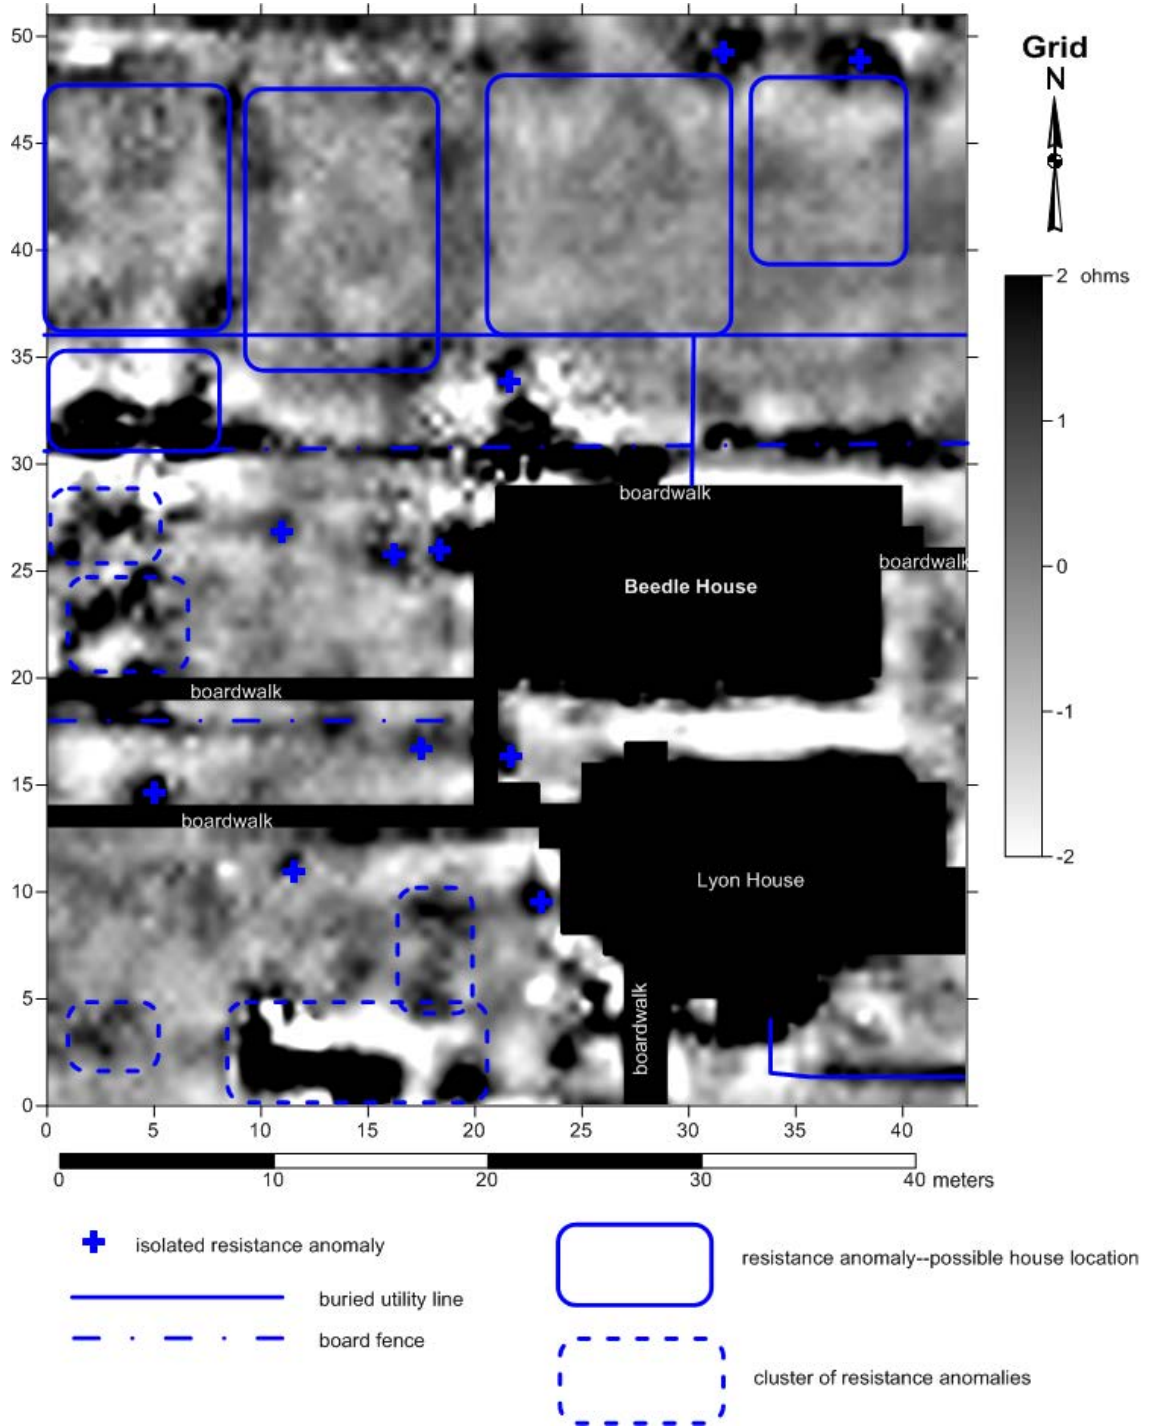 Grid
N
50
45
40
35
30
25
20
15
10
5
0
0 5 10 15 20 25 30 35 40
2 ohms
1
0
-1
-2
boardwalk
boardwalk
Beedle House
boardwalk
boardwalk
Lyon House
boardwalk
0 10 20 30 40 meters
isolated resistance anomaly
buried utility line
board fence
resistance anomaly--possible house location
cluster of resistance anomalies